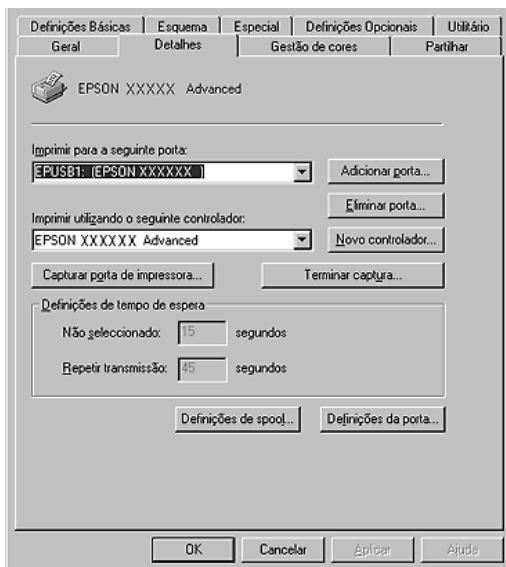 Definições Básicas Esquema Especial Definições Opcionais Utilitário
Geral Detalhes Gestão de cores Partilhar
EPSON XXXXX Advanced
Imprimir para a seguinte porta:
EPUSB1: (EPSON XXXXXX ) Adicionar porta...
Eliminar porta...
Imprimir utilizando o seguinte controlador:
EPSON XXXXXX Advanced Novo controlador...
Capturar porta de impressora... Terminar captura...
Definições de tempo de espera
Não seleccionado: 15 segundos
Repetir transmissão: 45 segundos
Definições de spool... Definições da porta...
OK Cancelar Aplicar Ajuda